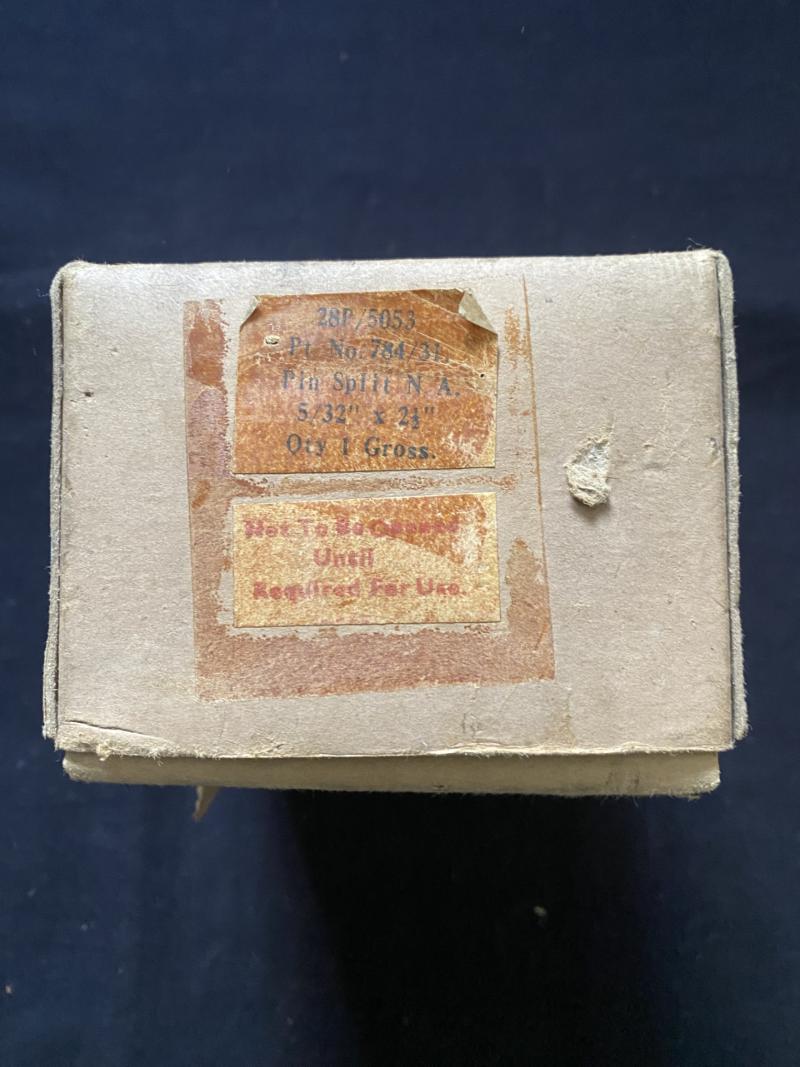 28P/5053
Pt No. 784/31.
Pin Split N A.
5/32" x 2½"
Qty 1 Gross.
Not To Be Opened
Until
Required For Use.